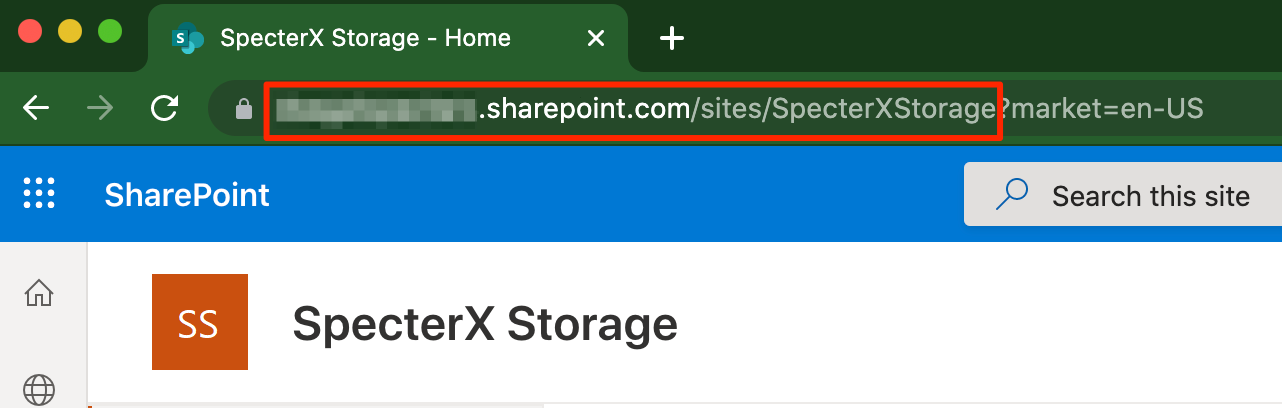 SpecterX Storage - Home
.sharepoint.com/sites/SpecterXStorage?market=en-US
SharePoint
Search this site
SS
SpecterX Storage